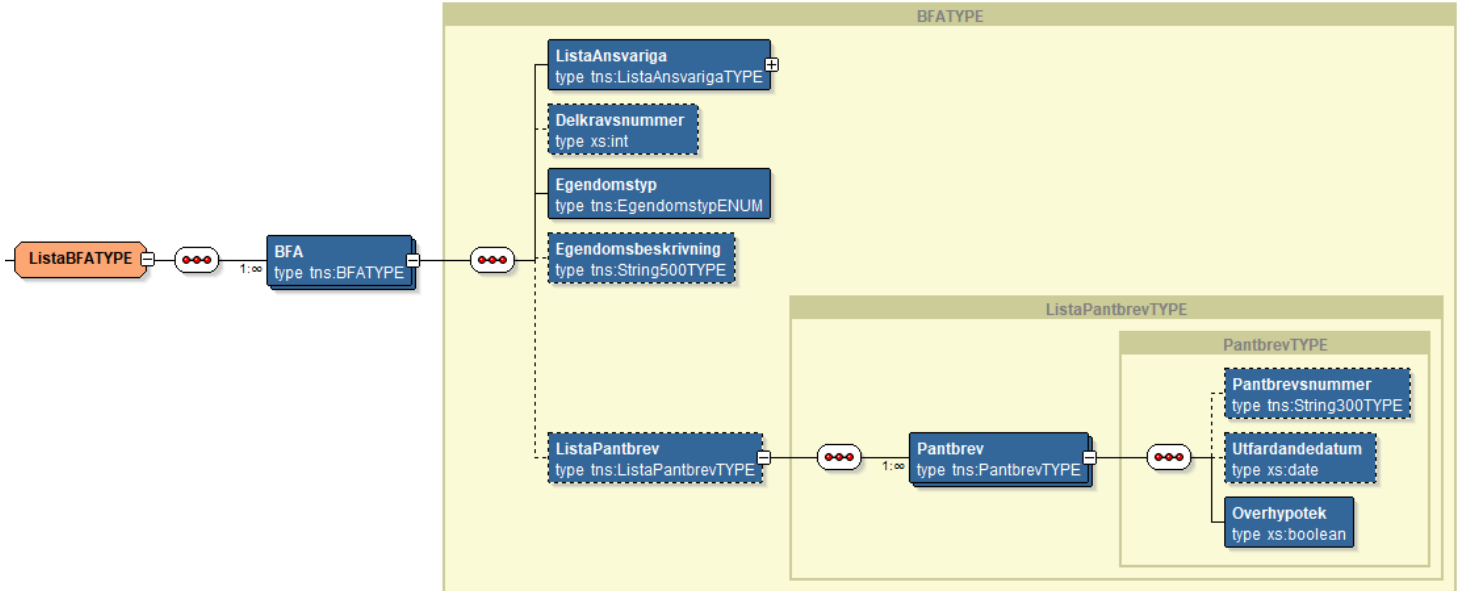 BFATYPE
ListaAnsvariga
type tns:ListaAnsvarigaTYPE
Delkravsnummer
type xs:int
Egendomstyp
type tns:EgendomstypENUM
ListaBFATYPE
1:∞
BFA
type tns:BFATYPE
Egendomsbeskrivning
type tns:String500TYPE
ListaPantbrevTYPE
PantbrevTYPE
Pantbrevsnummer
type tns:String300TYPE
ListaPantbrev
type tns:ListaPantbrevTYPE
1:∞
Pantbrev
type tns:PantbrevTYPE
Utfardandedatum
type xs:date
Overhypotek
type xs:boolean